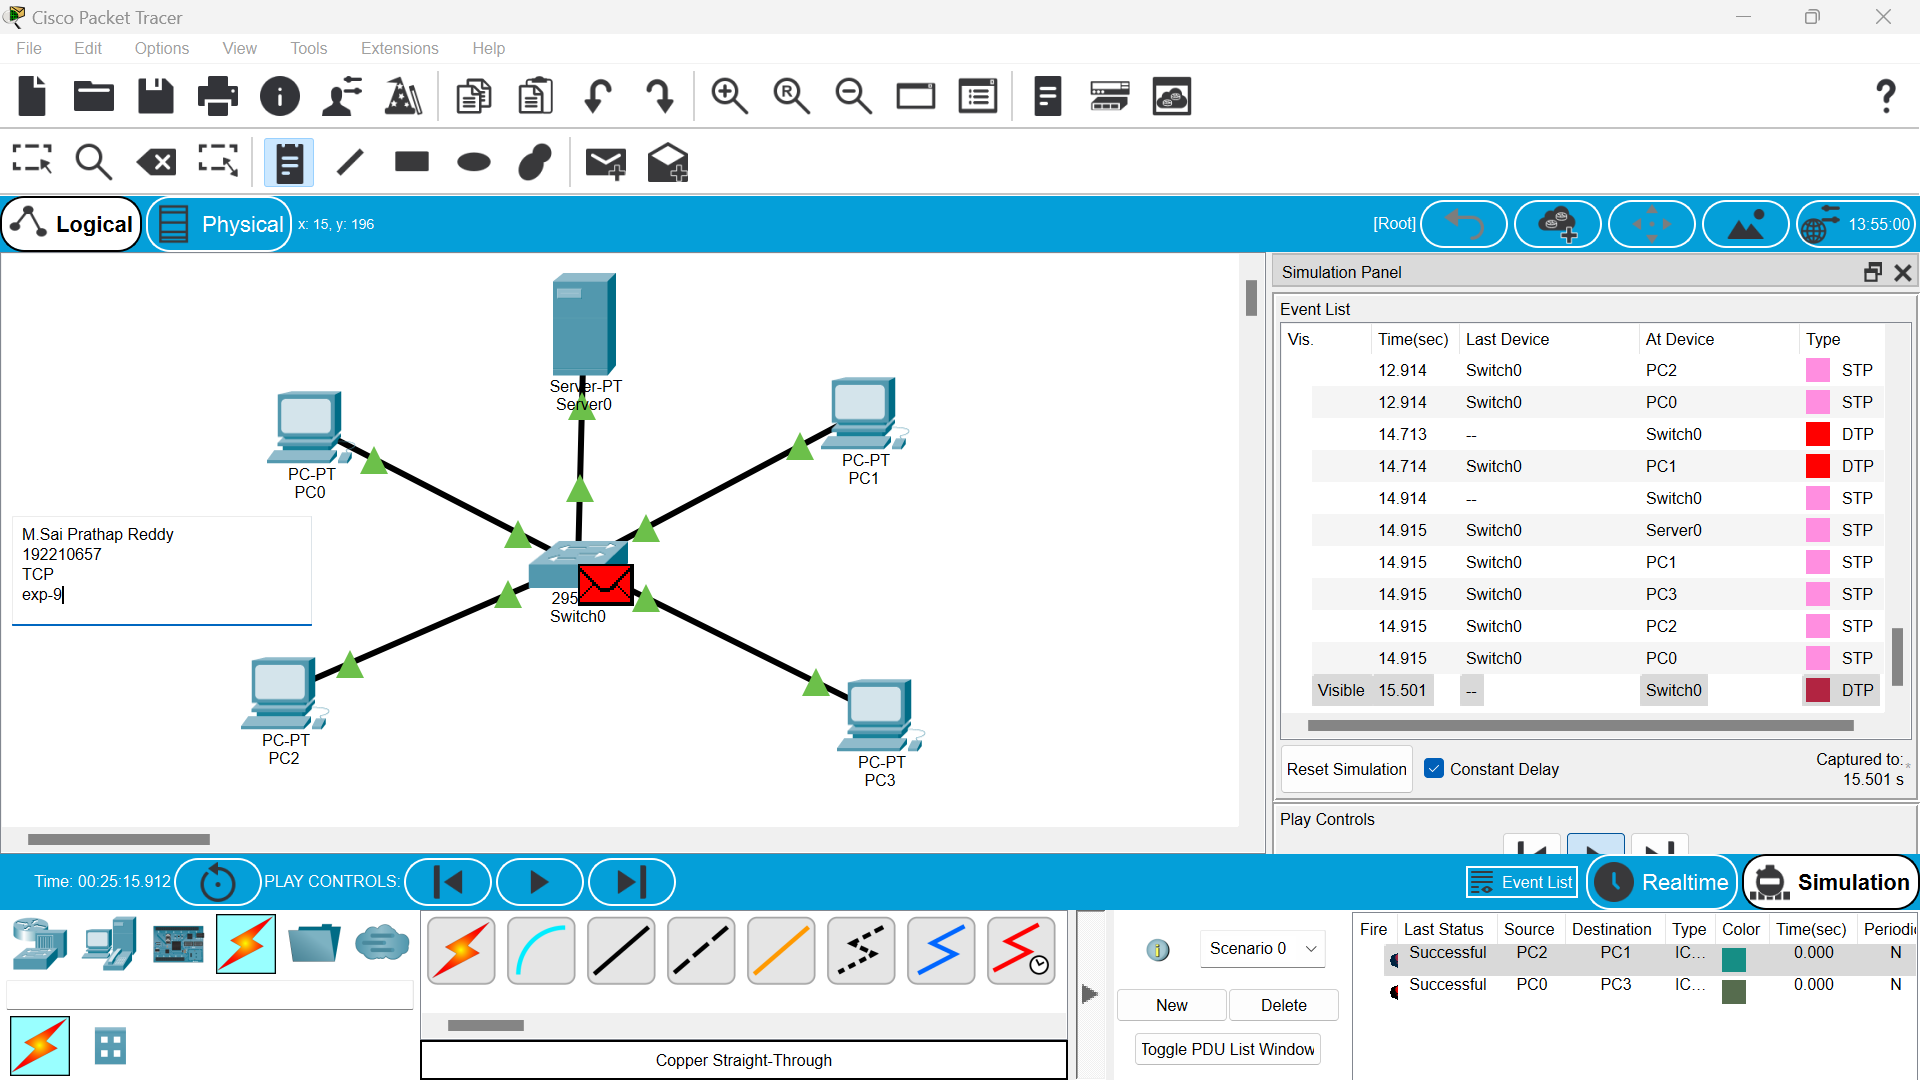 Cisco Packet Tracer
File Edit Options View Tools Extensions Help
Logical Physical x: 15, y: 196 [Root] 13:55:00
Server-PT
Server0
PC-PT
PC0
PC-PT
PC1
M.Sai Prathap Reddy
192210657
TCP
exp-9
295
Switch0
PC-PT
PC2
PC-PT
PC3
Simulation Panel
Event List
Vis. Time(sec) Last Device At Device Type
12.914 Switch0 PC2 STP
12.914 Switch0 PC0 STP
14.713 -- Switch0 DTP
14.714 Switch0 PC1 DTP
14.914 -- Switch0 STP
14.915 Switch0 Server0 STP
14.915 Switch0 PC1 STP
14.915 Switch0 PC3 STP
14.915 Switch0 PC2 STP
14.915 Switch0 PC0 STP
Visible 15.501 -- Switch0 DTP
Reset Simulation Constant Delay Captured to: *
15.501 s
Play Controls
Time: 00:25:15.912 PLAY CONTROLS: Event List Realtime Simulation
Copper Straight-Through
Scenario 0
New Delete
Toggle PDU List Window
Fire Last Status Source Destination Type Color Time(sec) Periodic
Successful PC2 PC1 IC... 0.000 N
Successful PC0 PC3 IC... 0.000 N